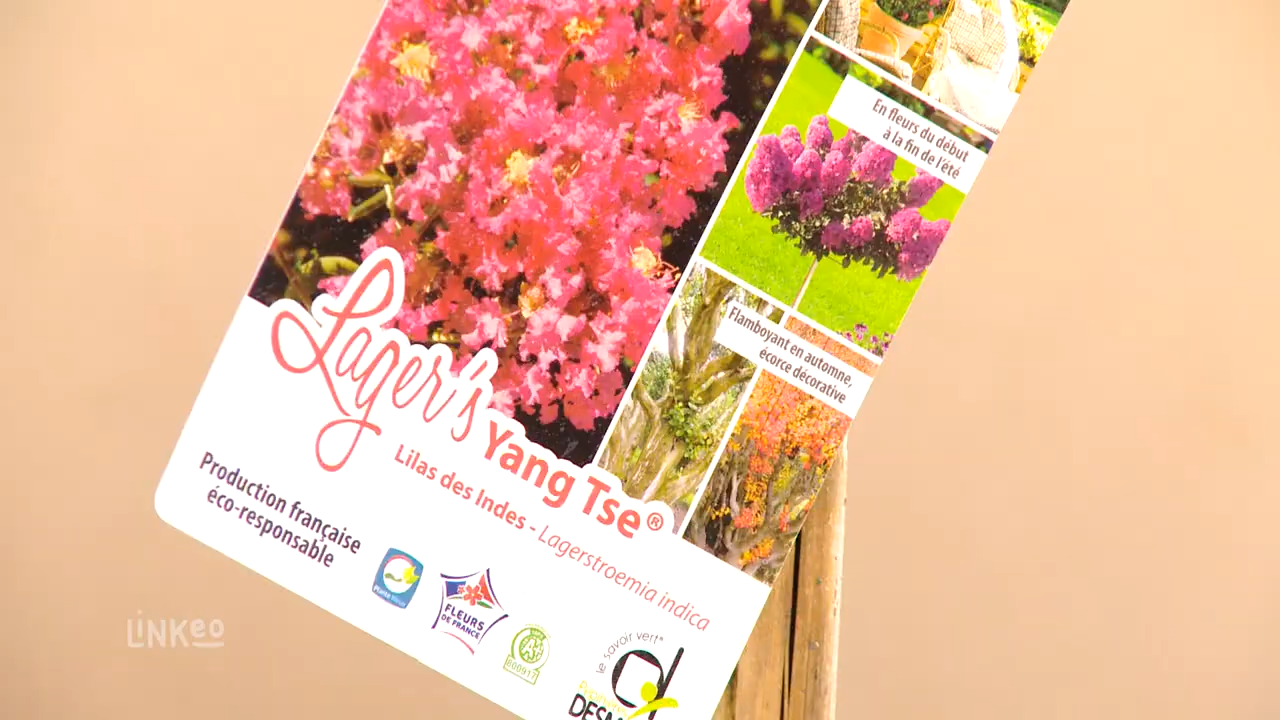 En fleurs du début
à la fin de l'été
Flamboyant en automne,
écorce décorative
Lager's Yang Tse®
Lilas des Indes - Lagerstroemia indica
Production française
éco-responsable
FLEURS
DE FRANCE
le savoir vert®
LINKeo